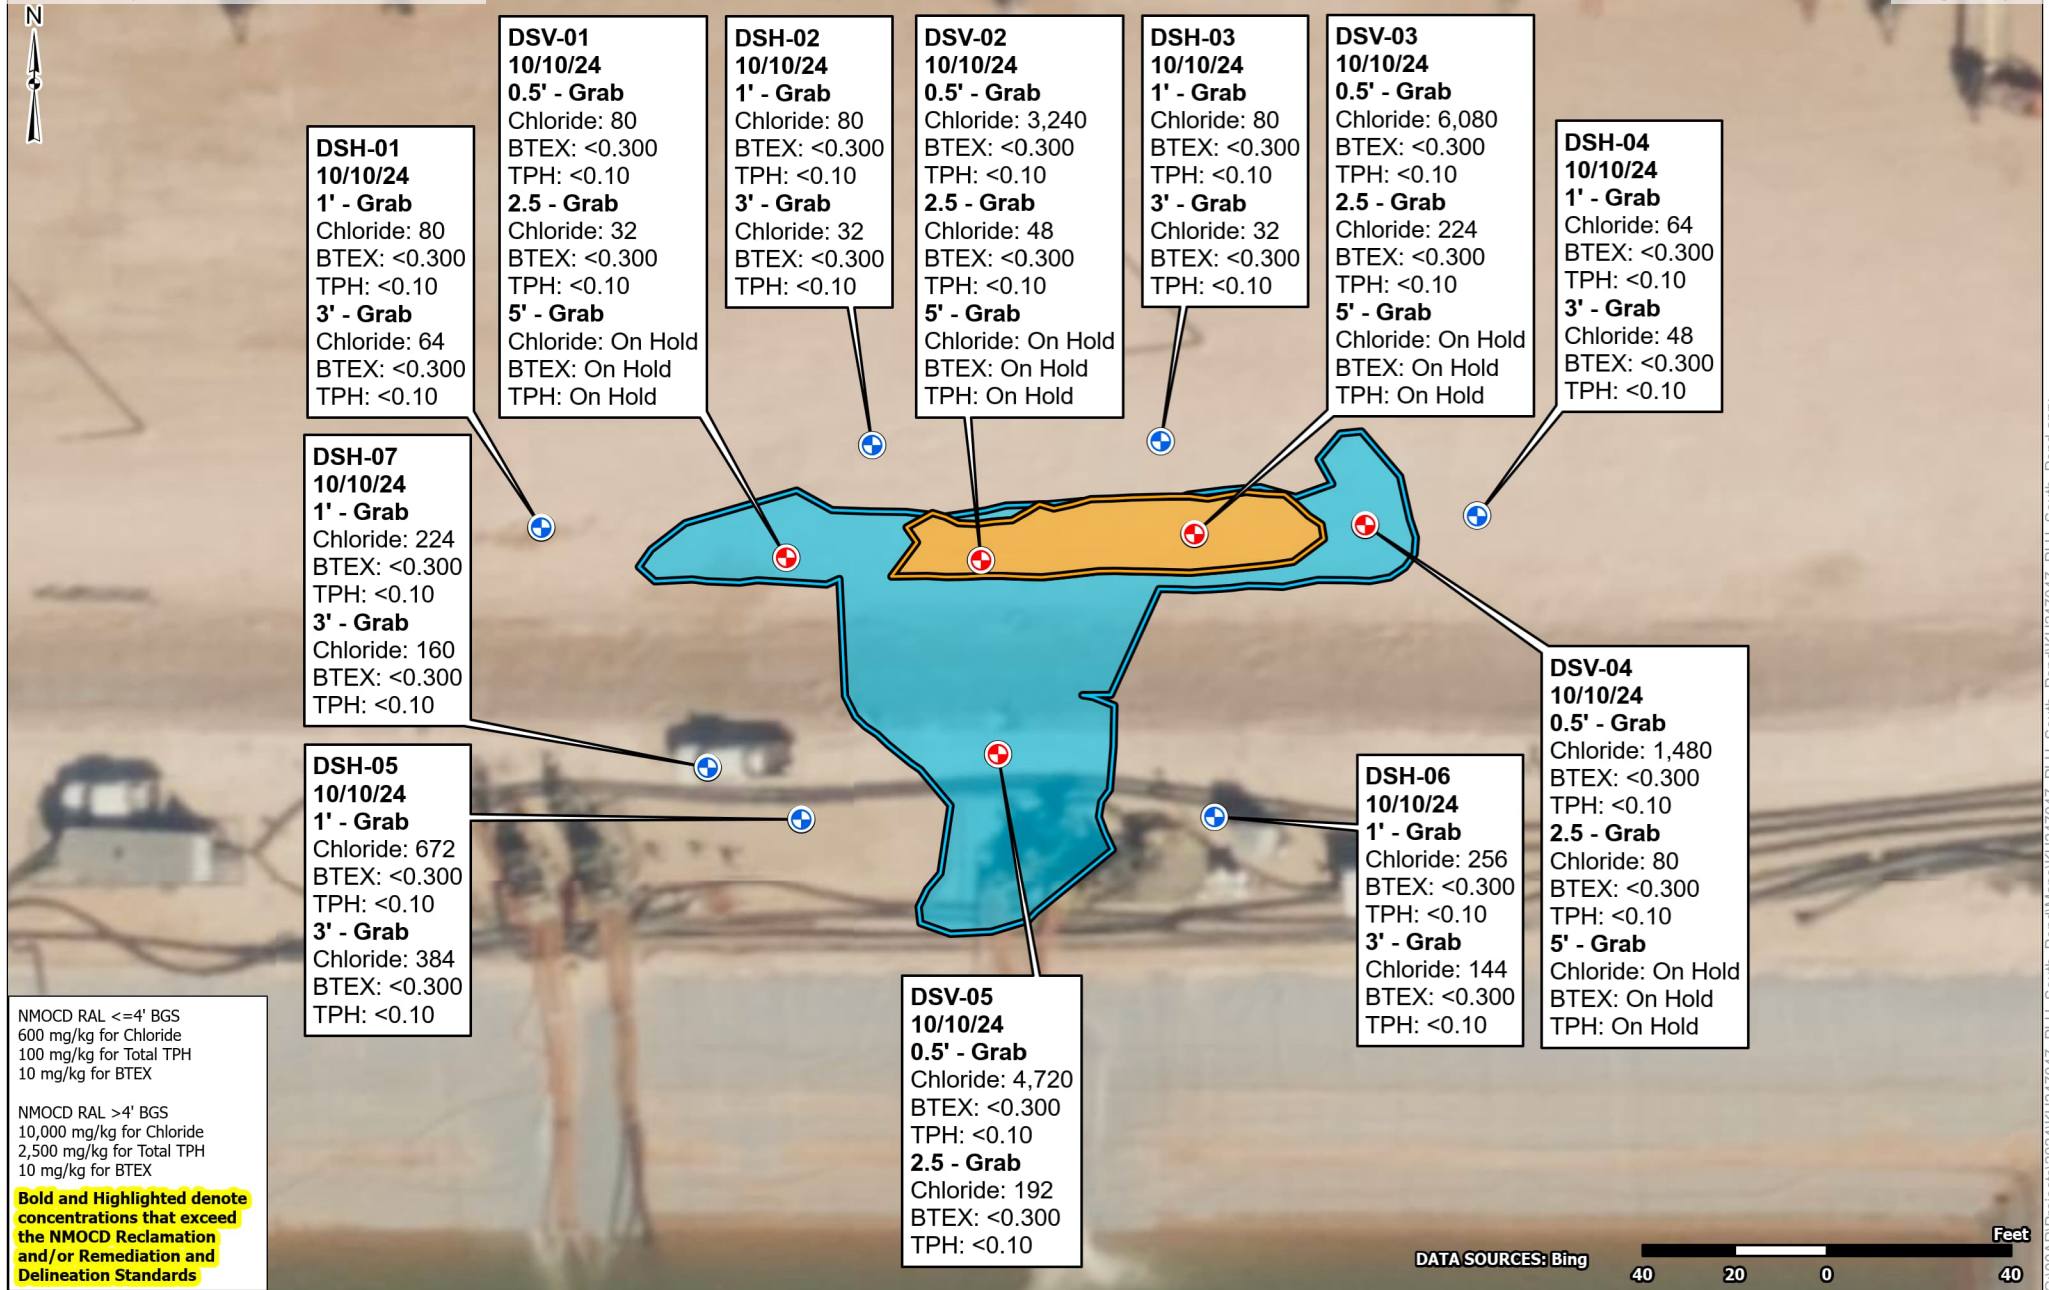 N
DSH-01
10/10/24
1' - Grab
Chloride: 80
BTEX: <0.300
TPH: <0.10
3' - Grab
Chloride: 64
BTEX: <0.300
TPH: <0.10
DSV-01
10/10/24
0.5' - Grab
Chloride: 80
BTEX: <0.300
TPH: <0.10
2.5 - Grab
Chloride: 32
BTEX: <0.300
TPH: <0.10
5' - Grab
Chloride: On Hold
BTEX: On Hold
TPH: On Hold
DSH-02
10/10/24
1' - Grab
Chloride: 80
BTEX: <0.300
TPH: <0.10
3' - Grab
Chloride: 32
BTEX: <0.300
TPH: <0.10
DSV-02
10/10/24
0.5' - Grab
Chloride: 3,240
BTEX: <0.300
TPH: <0.10
2.5 - Grab
Chloride: 48
BTEX: <0.300
TPH: <0.10
5' - Grab
Chloride: On Hold
BTEX: On Hold
TPH: On Hold
DSH-03
10/10/24
1' - Grab
Chloride: 80
BTEX: <0.300
TPH: <0.10
3' - Grab
Chloride: 32
BTEX: <0.300
TPH: <0.10
DSV-03
10/10/24
0.5' - Grab
Chloride: 6,080
BTEX: <0.300
TPH: <0.10
2.5 - Grab
Chloride: 224
BTEX: <0.300
TPH: <0.10
5' - Grab
Chloride: On Hold
BTEX: On Hold
TPH: On Hold
DSH-04
10/10/24
1' - Grab
Chloride: 64
BTEX: <0.300
TPH: <0.10
3' - Grab
Chloride: 48
BTEX: <0.300
TPH: <0.10
DSH-07
10/10/24
1' - Grab
Chloride: 224
BTEX: <0.300
TPH: <0.10
3' - Grab
Chloride: 160
BTEX: <0.300
TPH: <0.10
DSH-05
10/10/24
1' - Grab
Chloride: 672
BTEX: <0.300
TPH: <0.10
3' - Grab
Chloride: 384
BTEX: <0.300
TPH: <0.10
DSV-05
10/10/24
0.5' - Grab
Chloride: 4,720
BTEX: <0.300
TPH: <0.10
2.5 - Grab
Chloride: 192
BTEX: <0.300
TPH: <0.10
DSH-06
10/10/24
1' - Grab
Chloride: 256
BTEX: <0.300
TPH: <0.10
3' - Grab
Chloride: 144
BTEX: <0.300
TPH: <0.10
DSV-04
10/10/24
0.5' - Grab
Chloride: 1,480
BTEX: <0.300
TPH: <0.10
2.5 - Grab
Chloride: 80
BTEX: <0.300
TPH: <0.10
5' - Grab
Chloride: On Hold
BTEX: On Hold
TPH: On Hold
NMOCD RAL <=4' BGS
600 mg/kg for Chloride
100 mg/kg for Total TPH
10 mg/kg for BTEX
NMOCD RAL >4' BGS
10,000 mg/kg for Chloride
2,500 mg/kg for Total TPH
10 mg/kg for BTEX
Bold and Highlighted denote
concentrations that exceed
the NMOCD Reclamation
and/or Remediation and
Delineation Standards
DATA SOURCES: Bing
Feet
40 20 0 40